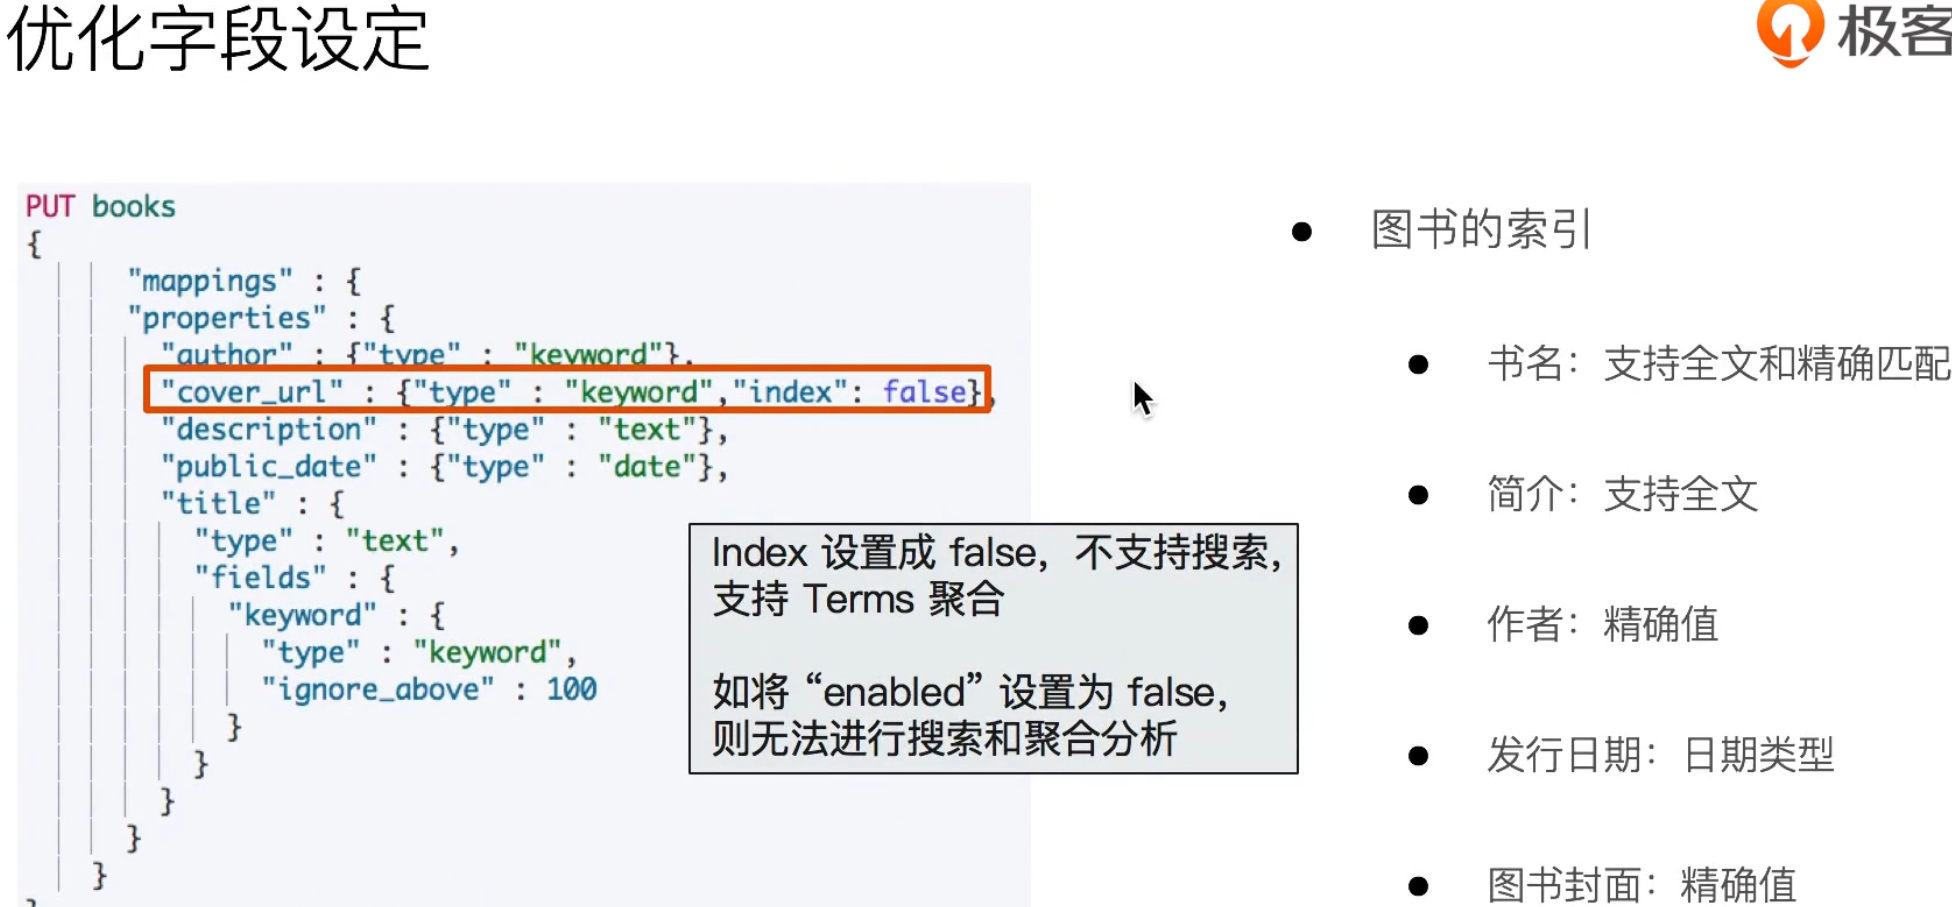 优化字段设定
极客
PUT books
{
"mappings" : {
"properties" : {
"author" : {"type" : "keyword"},
"cover_url" : {"type" : "keyword","index": false},
"description" : {"type" : "text"},
"public_date" : {"type" : "date"},
"title" : {
"type" : "text",
"fields" : {
"keyword" : {
"type" : "keyword",
"ignore_above" : 100
}
}
}
}
}
}
Index 设置成 false，不支持搜索，
支持 Terms 聚合
如将 “enabled” 设置为 false，
则无法进行搜索和聚合分析
● 图书的索引
● 书名：支持全文和精确匹配
● 简介：支持全文
● 作者：精确值
● 发行日期：日期类型
● 图书封面：精确值